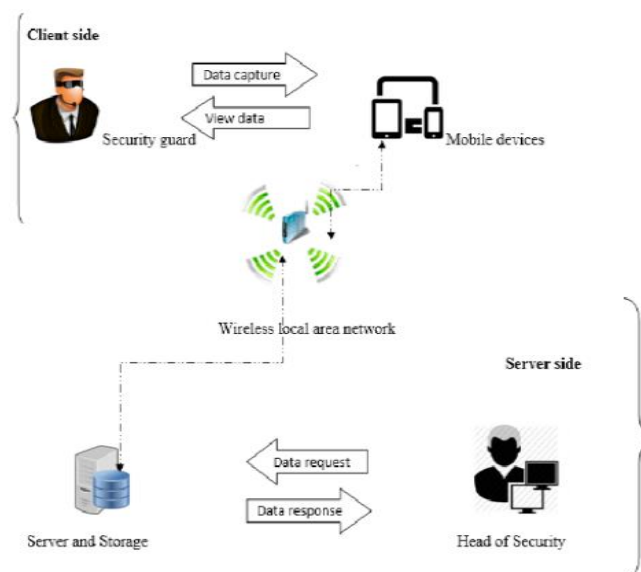 Client side
Data capture
View data
Security guard
Mobile devices
Wireless local area network
Server side
Data request
Data response
Server and Storage
Head of Security